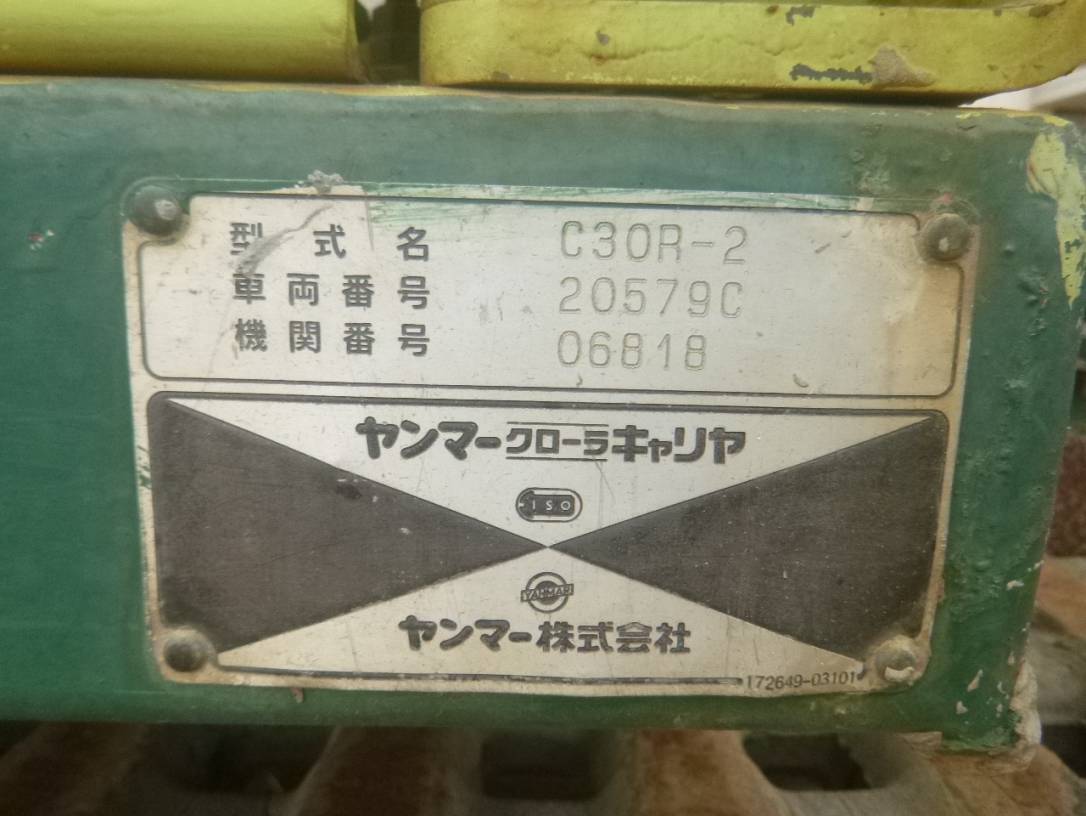 型式名 C30R-2
車両番号 20579C
機関番号 06818
ヤンマークローラキャリヤ
ISO
YANMAR
ヤンマー株式会社
172649-03101